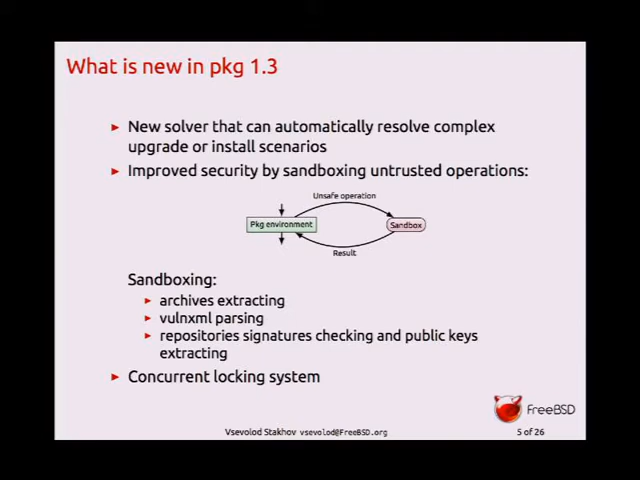 What is new in pkg 1.3
New solver that can automatically resolve complex
upgrade or install scenarios
Improved security by sandboxing untrusted operations:
Unsafe operation
Pkg environment
Sandbox
Result
Sandboxing:
archives extracting
vulnxml parsing
repositories signatures checking and public keys
extracting
Concurrent locking system
FreeBSD
Vsevolod Stakhov vsevolod@FreeBSD.org
5 of 26